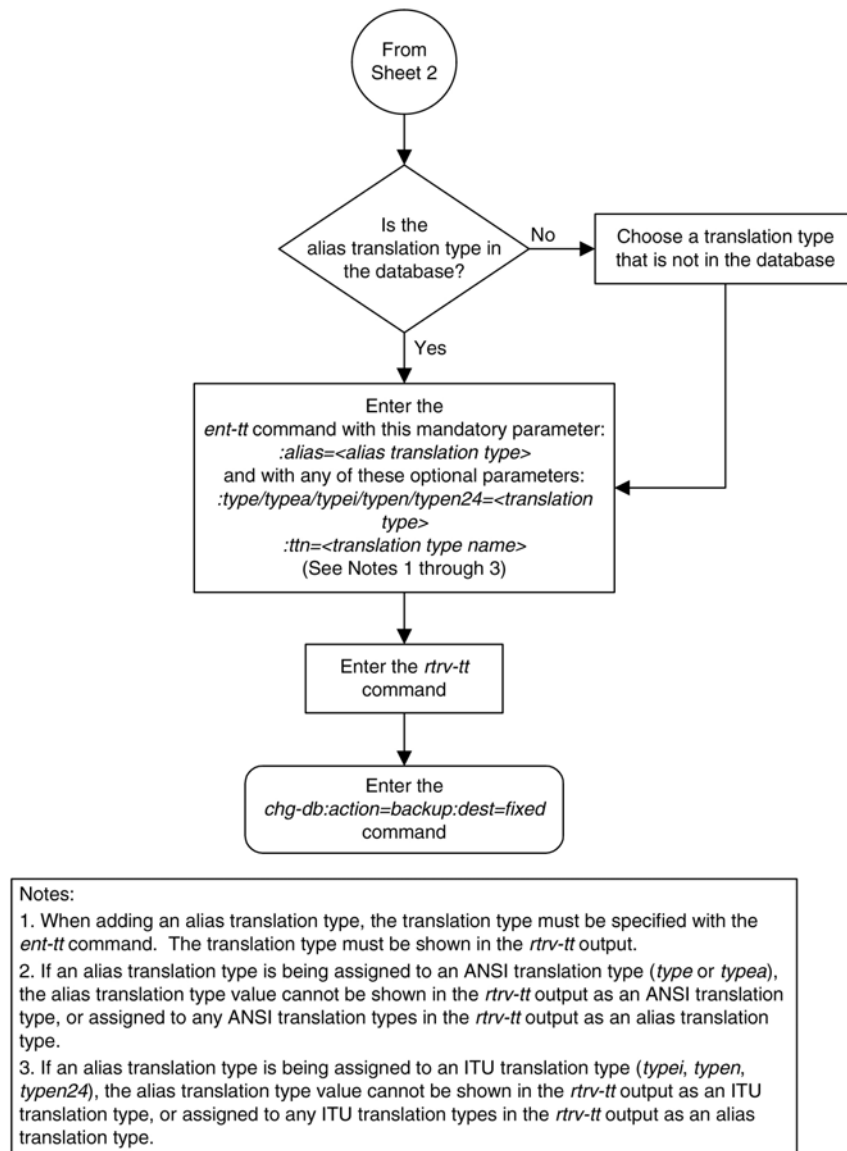 From
Sheet 2
Is the
alias translation type in
the database?
No
Choose a translation type
that is not in the database
Yes
Enter the
ent-tt command with this mandatory parameter:
:alias=<alias translation type>
and with any of these optional parameters:
:type/typea/typei/typen/typen24=<translation
type>
:ttn=<translation type name>
(See Notes 1 through 3)
Enter the rtrv-tt
command
Enter the
chg-db:action=backup:dest=fixed
command
Notes:
1. When adding an alias translation type, the translation type must be specified with the
ent-tt command. The translation type must be shown in the rtrv-tt output.
2. If an alias translation type is being assigned to an ANSI translation type (type or typea),
the alias translation type value cannot be shown in the rtrv-tt output as an ANSI translation
type, or assigned to any ANSI translation types in the rtrv-tt output as an alias translation
type.
3. If an alias translation type is being assigned to an ITU translation type (typei, typen,
typen24), the alias translation type value cannot be shown in the rtrv-tt output as an ITU
translation type, or assigned to any ITU translation types in the rtrv-tt output as an alias
translation type.